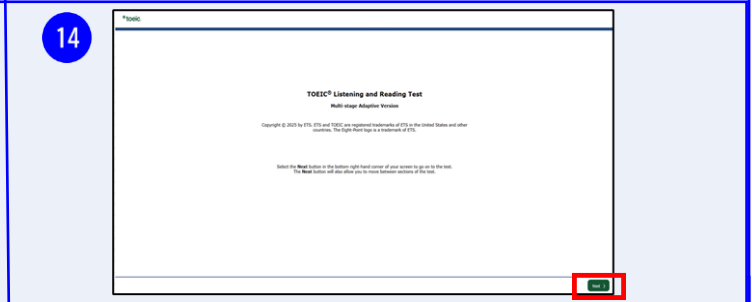 14
*toeic
TOEIC® Listening and Reading Test
Multi-stage Adaptive Version
Copyright © 2025 by ETS. ETS and TOEIC are registered trademarks of ETS in the United States and other
countries. The Eight-Point logo is a trademark of ETS.
Select the Next button in the bottom right-hand corner of your screen to go on to the test.
The Next button will also allow you to move between sections of the test.
Next >